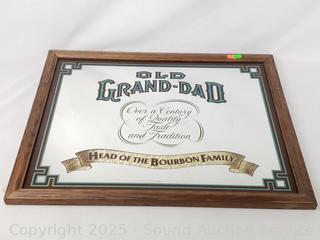 OLD
GRAND-DAD
Over a Century
of Quality
Taste
and Tradition
HEAD OF THE BOURBON FAMILY
Copyright 2025 - Sound Auction Service